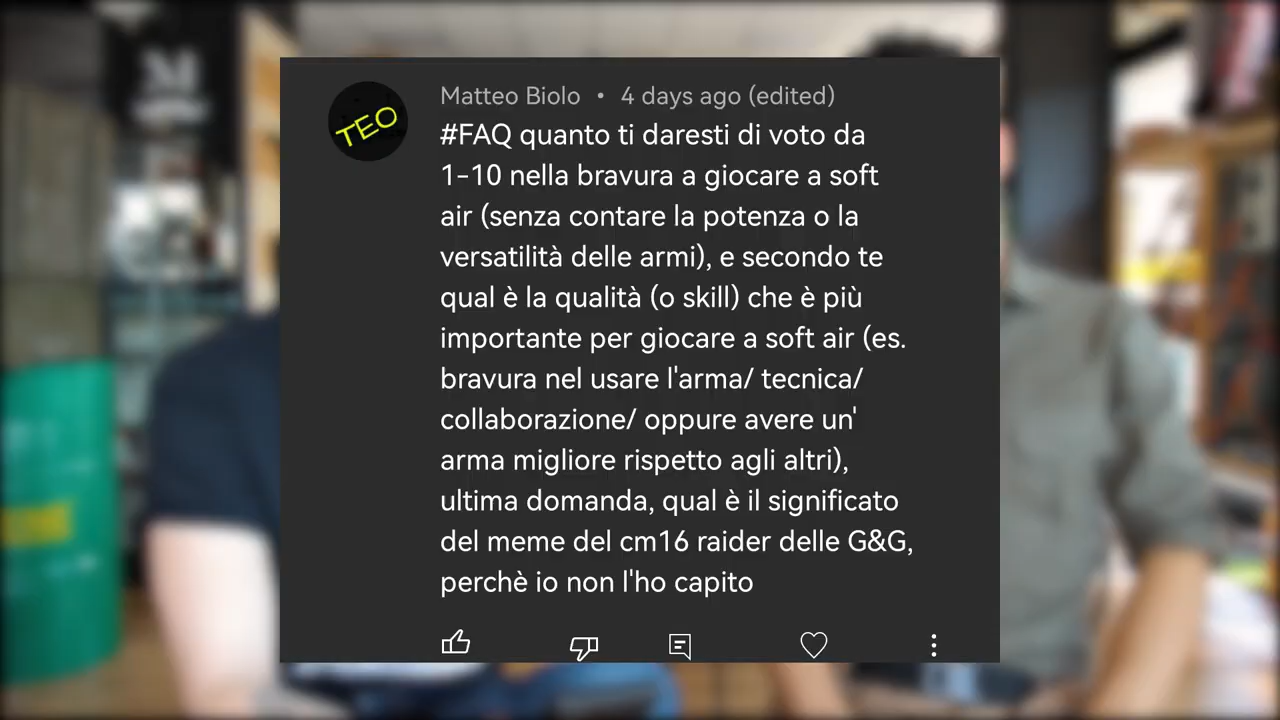 TEO
Matteo Biolo • 4 days ago (edited)
#FAQ quanto ti daresti di voto da
1-10 nella bravura a giocare a soft
air (senza contare la potenza o la
versatilità delle armi), e secondo te
qual è la qualità (o skill) che è più
importante per giocare a soft air (es.
bravura nel usare l'arma/ tecnica/
collaborazione/ oppure avere un'
arma migliore rispetto agli altri),
ultima domanda, qual è il significato
del meme del cm16 raider delle G&G,
perchè io non l'ho capito